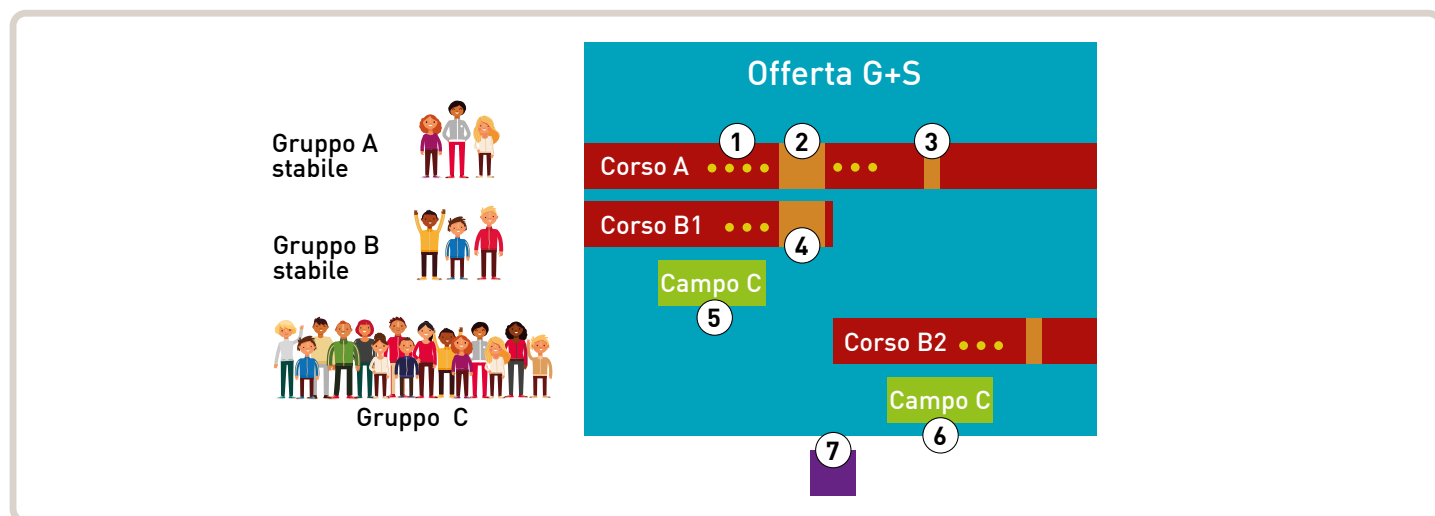 Offerta G+S
Gruppo A
stabile
1
2
3
Corso A
Gruppo B
stabile
Corso B1
4
Campo C
5
Corso B2
Gruppo C
Campo C
6
7